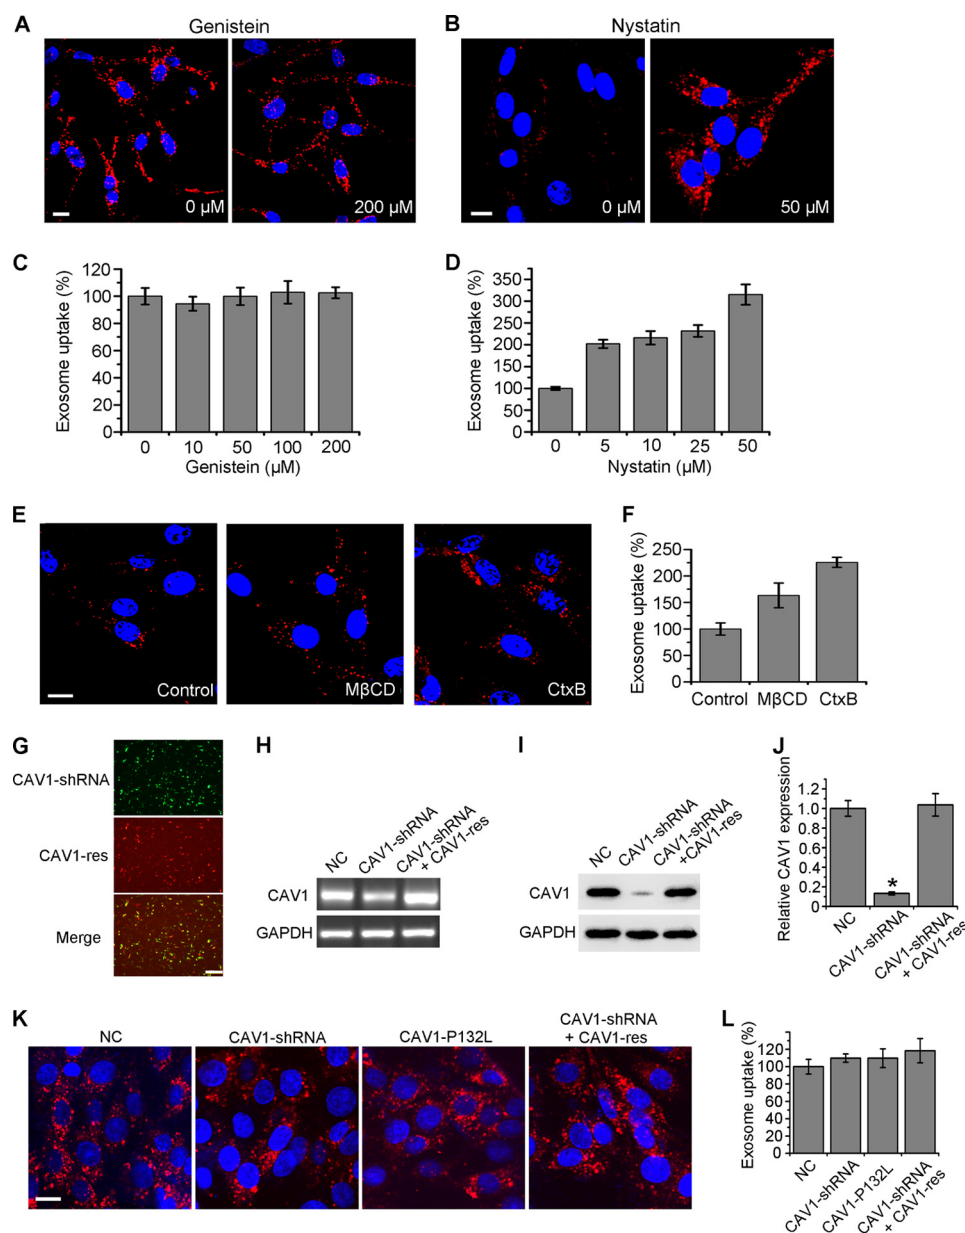 A
Genistein
0 µM
200 µM
B
Nystatin
0 µM
50 µM
C
Exosome uptake (%)
120
100
80
60
40
20
0
0 10 50 100 200
Genistein (µM)
D
Exosome uptake (%)
350
300
250
200
150
100
50
0
0 5 10 25 50
Nystatin (µM)
E
Control
MβCD
CtxB
F
Exosome uptake (%)
250
200
150
100
50
0
Control MβCD CtxB
G
CAV1-shRNA
CAV1-res
Merge
H
NC
CAV1-shRNA
CAV1-shRNA
+ CAV1-res
CAV1
GAPDH
I
NC
CAV1-shRNA
CAV1-shRNA
+CAV1-res
CAV1
GAPDH
J
Relative CAV1 expression
1.2
1.0
0.8
0.6
0.4
0.2
0
*
NC
CAV1-shRNA
CAV1-shRNA
+ CAV1-res
K
NC
CAV1-shRNA
CAV1-P132L
CAV1-shRNA
+ CAV1-res
L
Exosome uptake (%)
120
100
80
60
40
20
0
NC
CAV1-shRNA
CAV1-P132L
CAV1-shRNA
+ CAV1-res